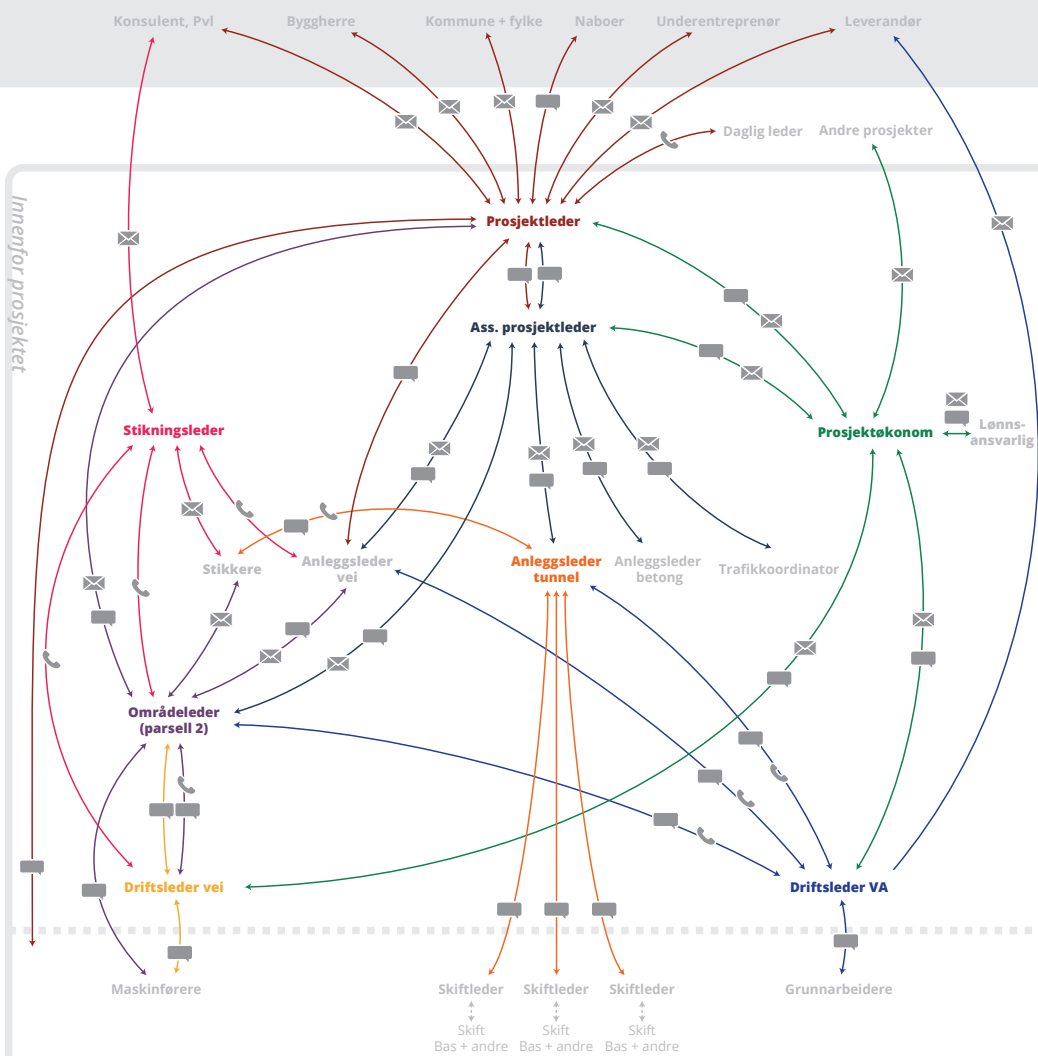 Konsulent, Pvl
Byggherre
Kommune + fylke
Naboer
Underentreprenør
Leverandør
Daglig leder
Andre prosjekter
Innenfor prosjektet
Prosjektleder
Ass. prosjektleder
Stikningsleder
Prosjektøkonom
Lønns-
ansvarlig
Stikkere
Anleggsleder
vei
Anleggsleder
tunnel
Anleggsleder
betong
Trafikkoordinator
Områdeleder
(parsell 2)
Driftsleder vei
Driftsleder VA
Maskinførere
Skiftleder
Skiftleder
Skiftleder
Grunnarbeidere
Skift
Bas + andre
Skift
Bas + andre
Skift
Bas + andre